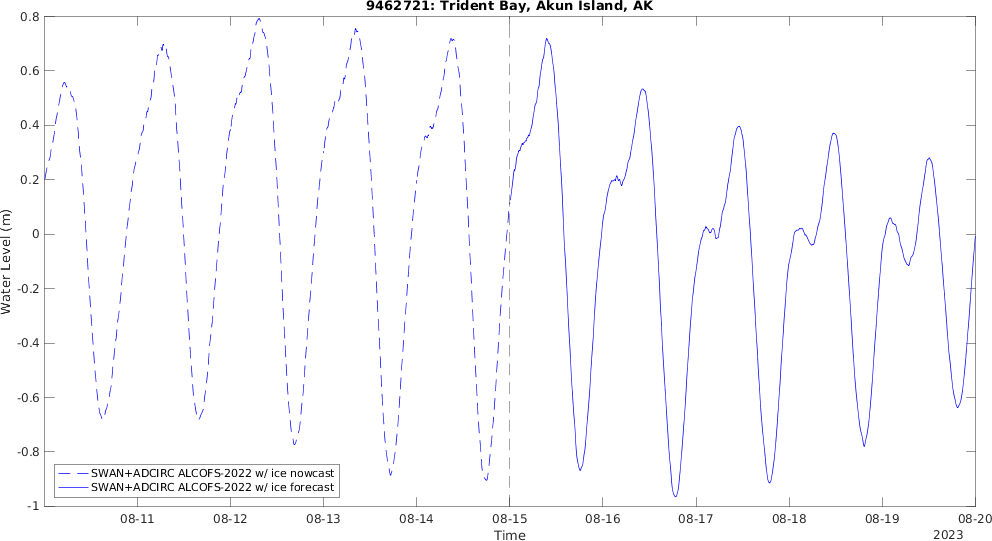 9462721: Trident Bay, Akun Island, AK
0.8
0.6
0.4
0.2
0
-0.2
-0.4
-0.6
-0.8
-1
Water Level (m)
SWAN+ADCIRC ALCOFS-2022 w/ ice nowcast
SWAN+ADCIRC ALCOFS-2022 w/ ice forecast
08-11 08-12 08-13 08-14 08-15 08-16 08-17 08-18 08-19 08-20
Time
2023